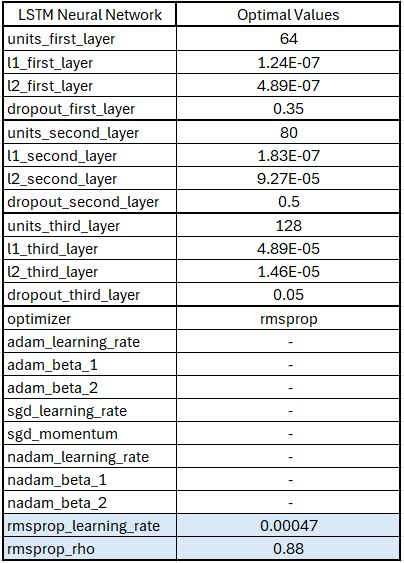 LSTM Neural Network Optimal Values
units_first_layer 64
l1_first_layer 1.24E-07
l2_first_layer 4.89E-07
dropout_first_layer 0.35
units_second_layer 80
l1_second_layer 1.83E-07
l2_second_layer 9.27E-05
dropout_second_layer 0.5
units_third_layer 128
l1_third_layer 4.89E-05
l2_third_layer 1.46E-05
dropout_third_layer 0.05
optimizer rmsprop
adam_learning_rate -
adam_beta_1 -
adam_beta_2 -
sgd_learning_rate -
sgd_momentum -
nadam_learning_rate -
nadam_beta_1 -
nadam_beta_2 -
rmsprop_learning_rate 0.00047
rmsprop_rho 0.88